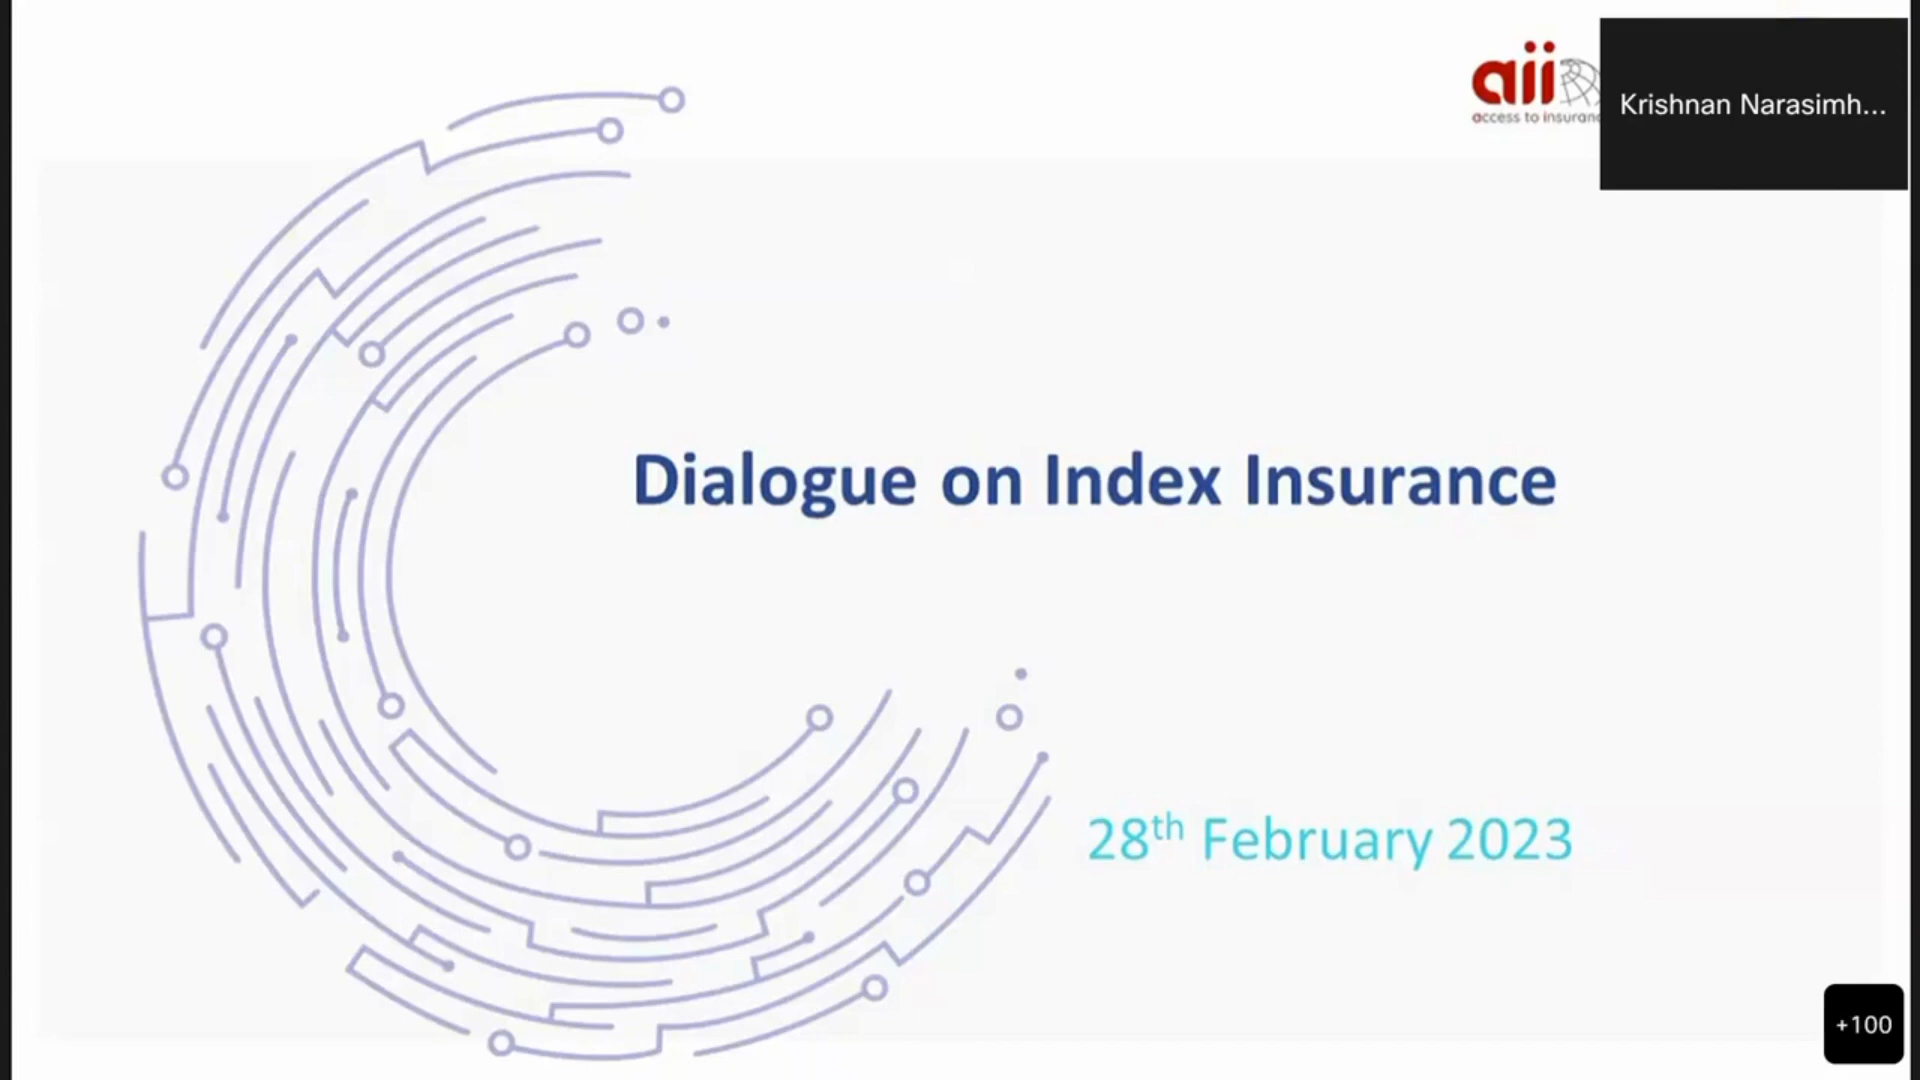 aii
access to insuran
Krishnan Narasimh...
Dialogue on Index Insurance
28th February 2023
+100